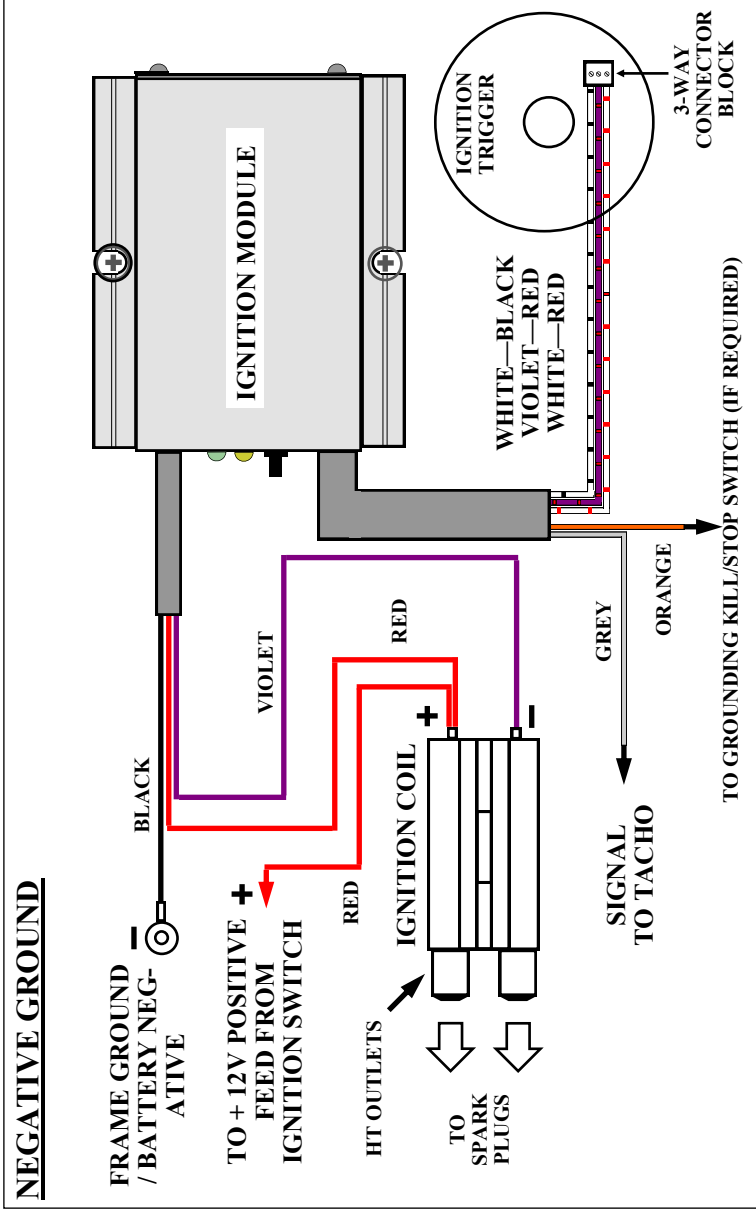 NEGATIVE GROUND
FRAME GROUND
/ BATTERY NEG-
ATIVE
BLACK
TO + 12V POSITIVE
FEED FROM
IGNITION SWITCH
RED
VIOLET
RED
HT OUTLETS
IGNITION COIL
TO
SPARK
PLUGS
SIGNAL
TO TACHO
GREY
ORANGE
TO GROUNDING KILL/STOP SWITCH (IF REQUIRED)
IGNITION MODULE
WHITE—BLACK
VIOLET—RED
WHITE—RED
IGNITION
TRIGGER
3-WAY
CONNECTOR
BLOCK